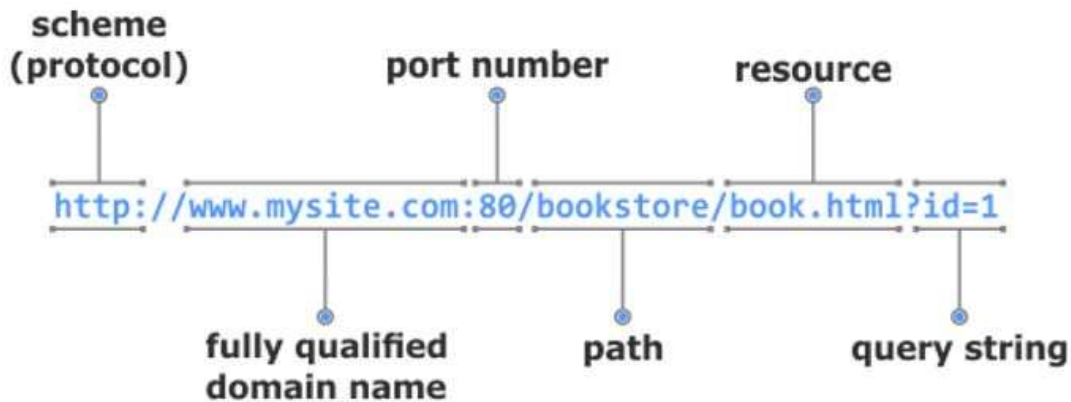 scheme
(protocol)
port number
resource
http://www.mysite.com:80/bookstore/book.html?id=1
fully qualified
domain name
path
query string